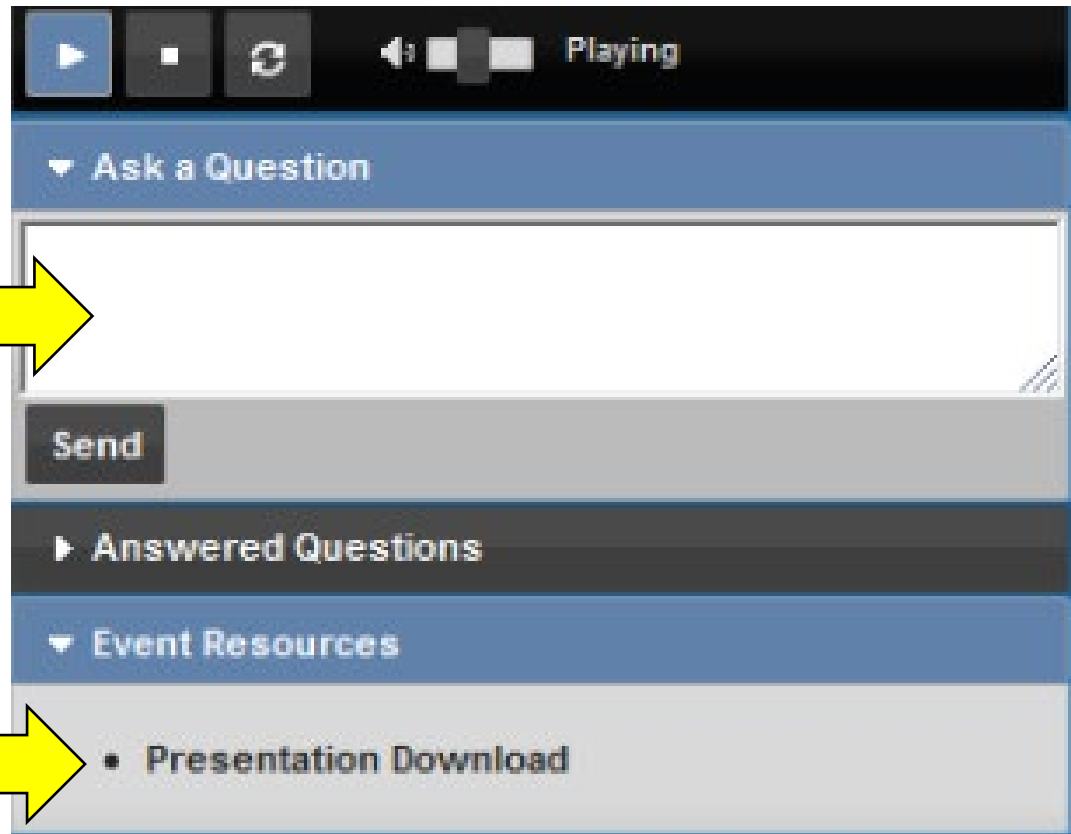 Playing
Ask a Question
Send
Answered Questions
Event Resources
• Presentation Download